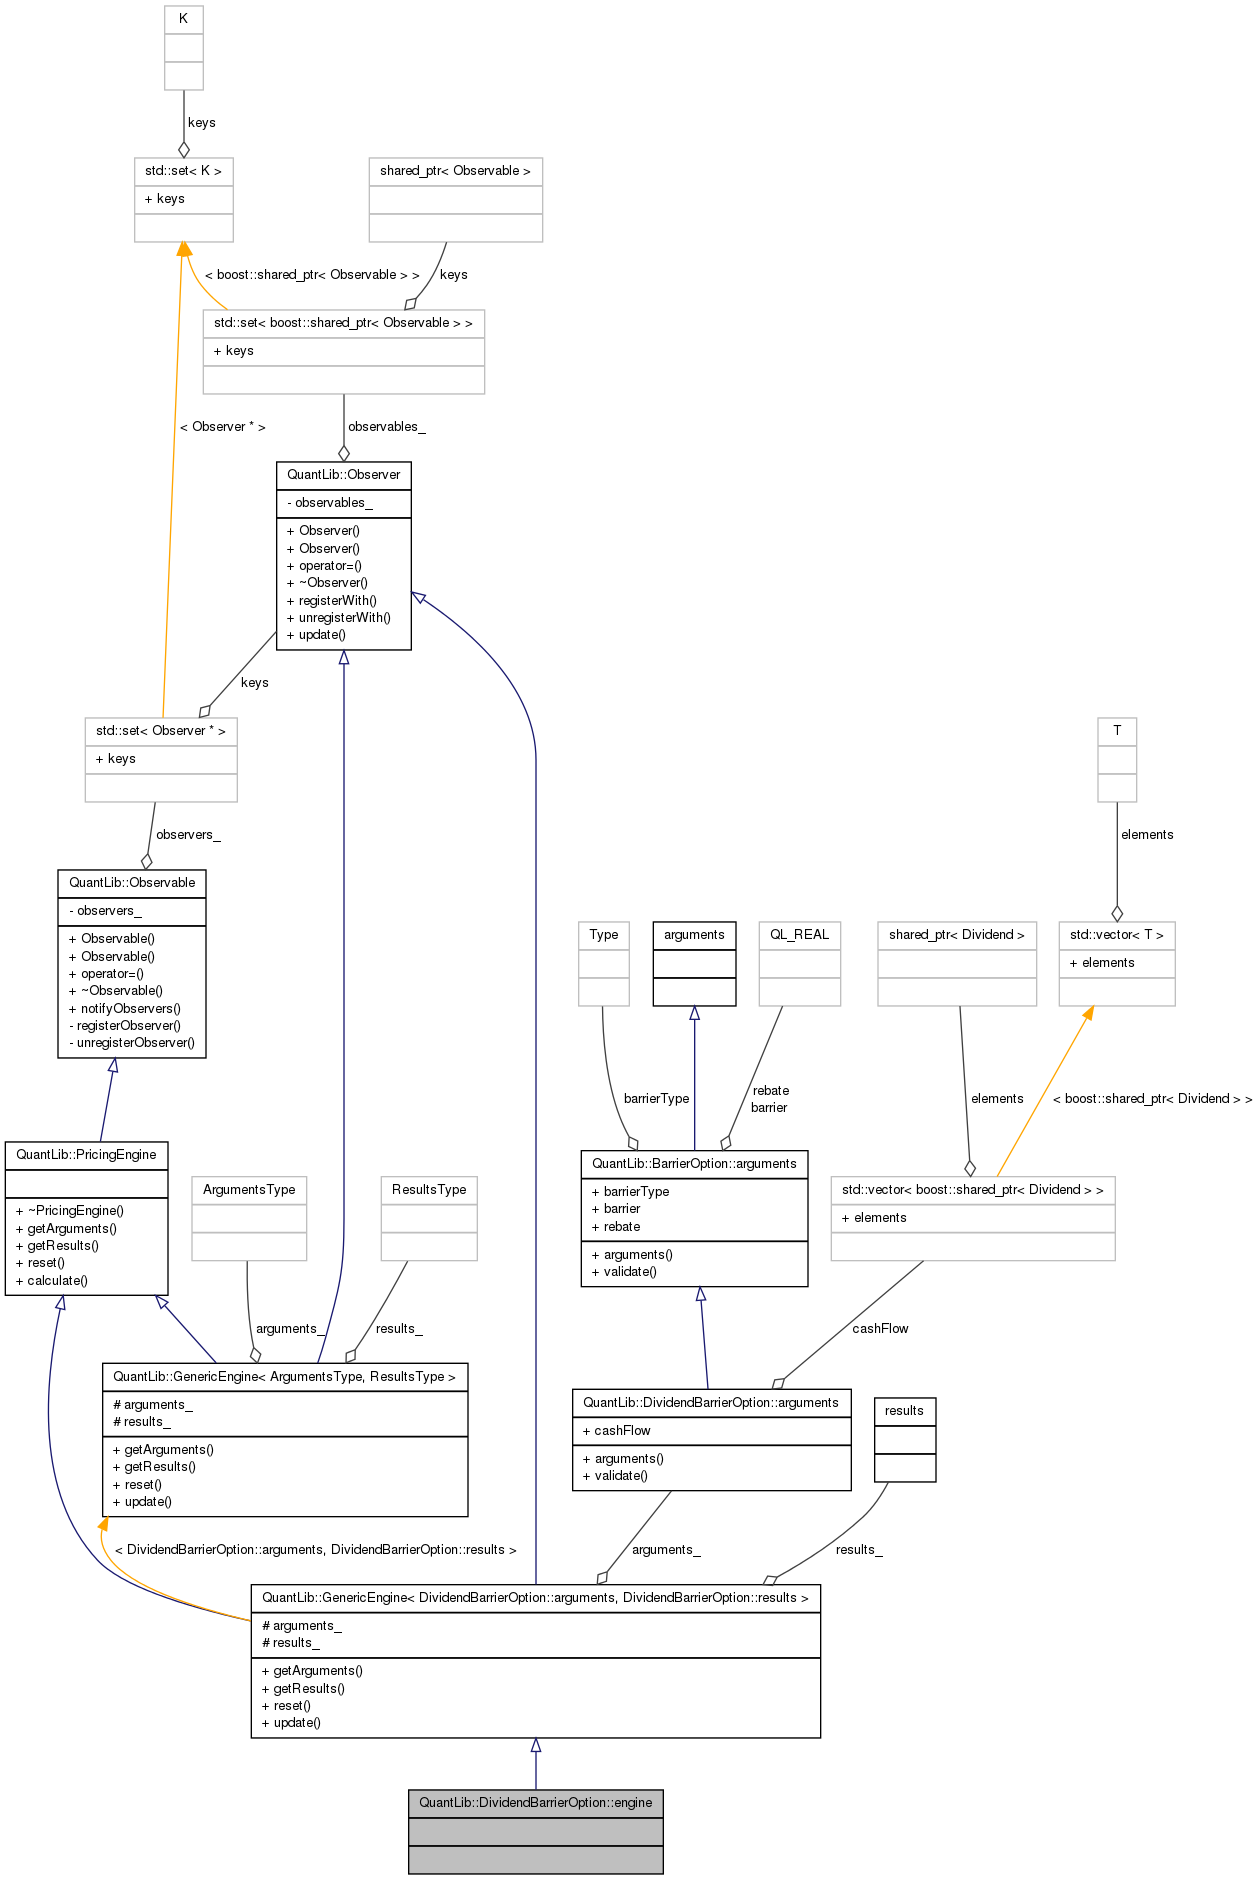 K
keys
std::set< K >
+ keys
shared_ptr< Observable >
< boost::shared_ptr< Observable > >
keys
std::set< boost::shared_ptr< Observable > >
+ keys
< Observer * >
observables_
QuantLib::Observer
- observables_
+ Observer()
+ Observer()
+ operator=()
+ ~Observer()
+ registerWith()
+ unregisterWith()
+ update()
keys
std::set< Observer * >
+ keys
T
observers_
elements
QuantLib::Observable
- observers_
+ Observable()
+ Observable()
+ operator=()
+ ~Observable()
+ notifyObservers()
- registerObserver()
- unregisterObserver()
Type
arguments
QL_REAL
shared_ptr< Dividend >
std::vector< T >
+ elements
barrierType
rebate
barrier
elements
< boost::shared_ptr< Dividend > >
QuantLib::PricingEngine
+ ~PricingEngine()
+ getArguments()
+ getResults()
+ reset()
+ calculate()
ArgumentsType
ResultsType
QuantLib::BarrierOption::arguments
+ barrierType
+ barrier
+ rebate
+ arguments()
+ validate()
std::vector< boost::shared_ptr< Dividend > >
+ elements
arguments_
results_
cashFlow
QuantLib::GenericEngine< ArgumentsType, ResultsType >
# arguments_
# results_
+ getArguments()
+ getResults()
+ reset()
+ update()
QuantLib::DividendBarrierOption::arguments
+ cashFlow
+ arguments()
+ validate()
results
< DividendBarrierOption::arguments, DividendBarrierOption::results >
arguments_
results_
QuantLib::GenericEngine< DividendBarrierOption::arguments, DividendBarrierOption::results >
# arguments_
# results_
+ getArguments()
+ getResults()
+ reset()
+ update()
QuantLib::DividendBarrierOption::engine